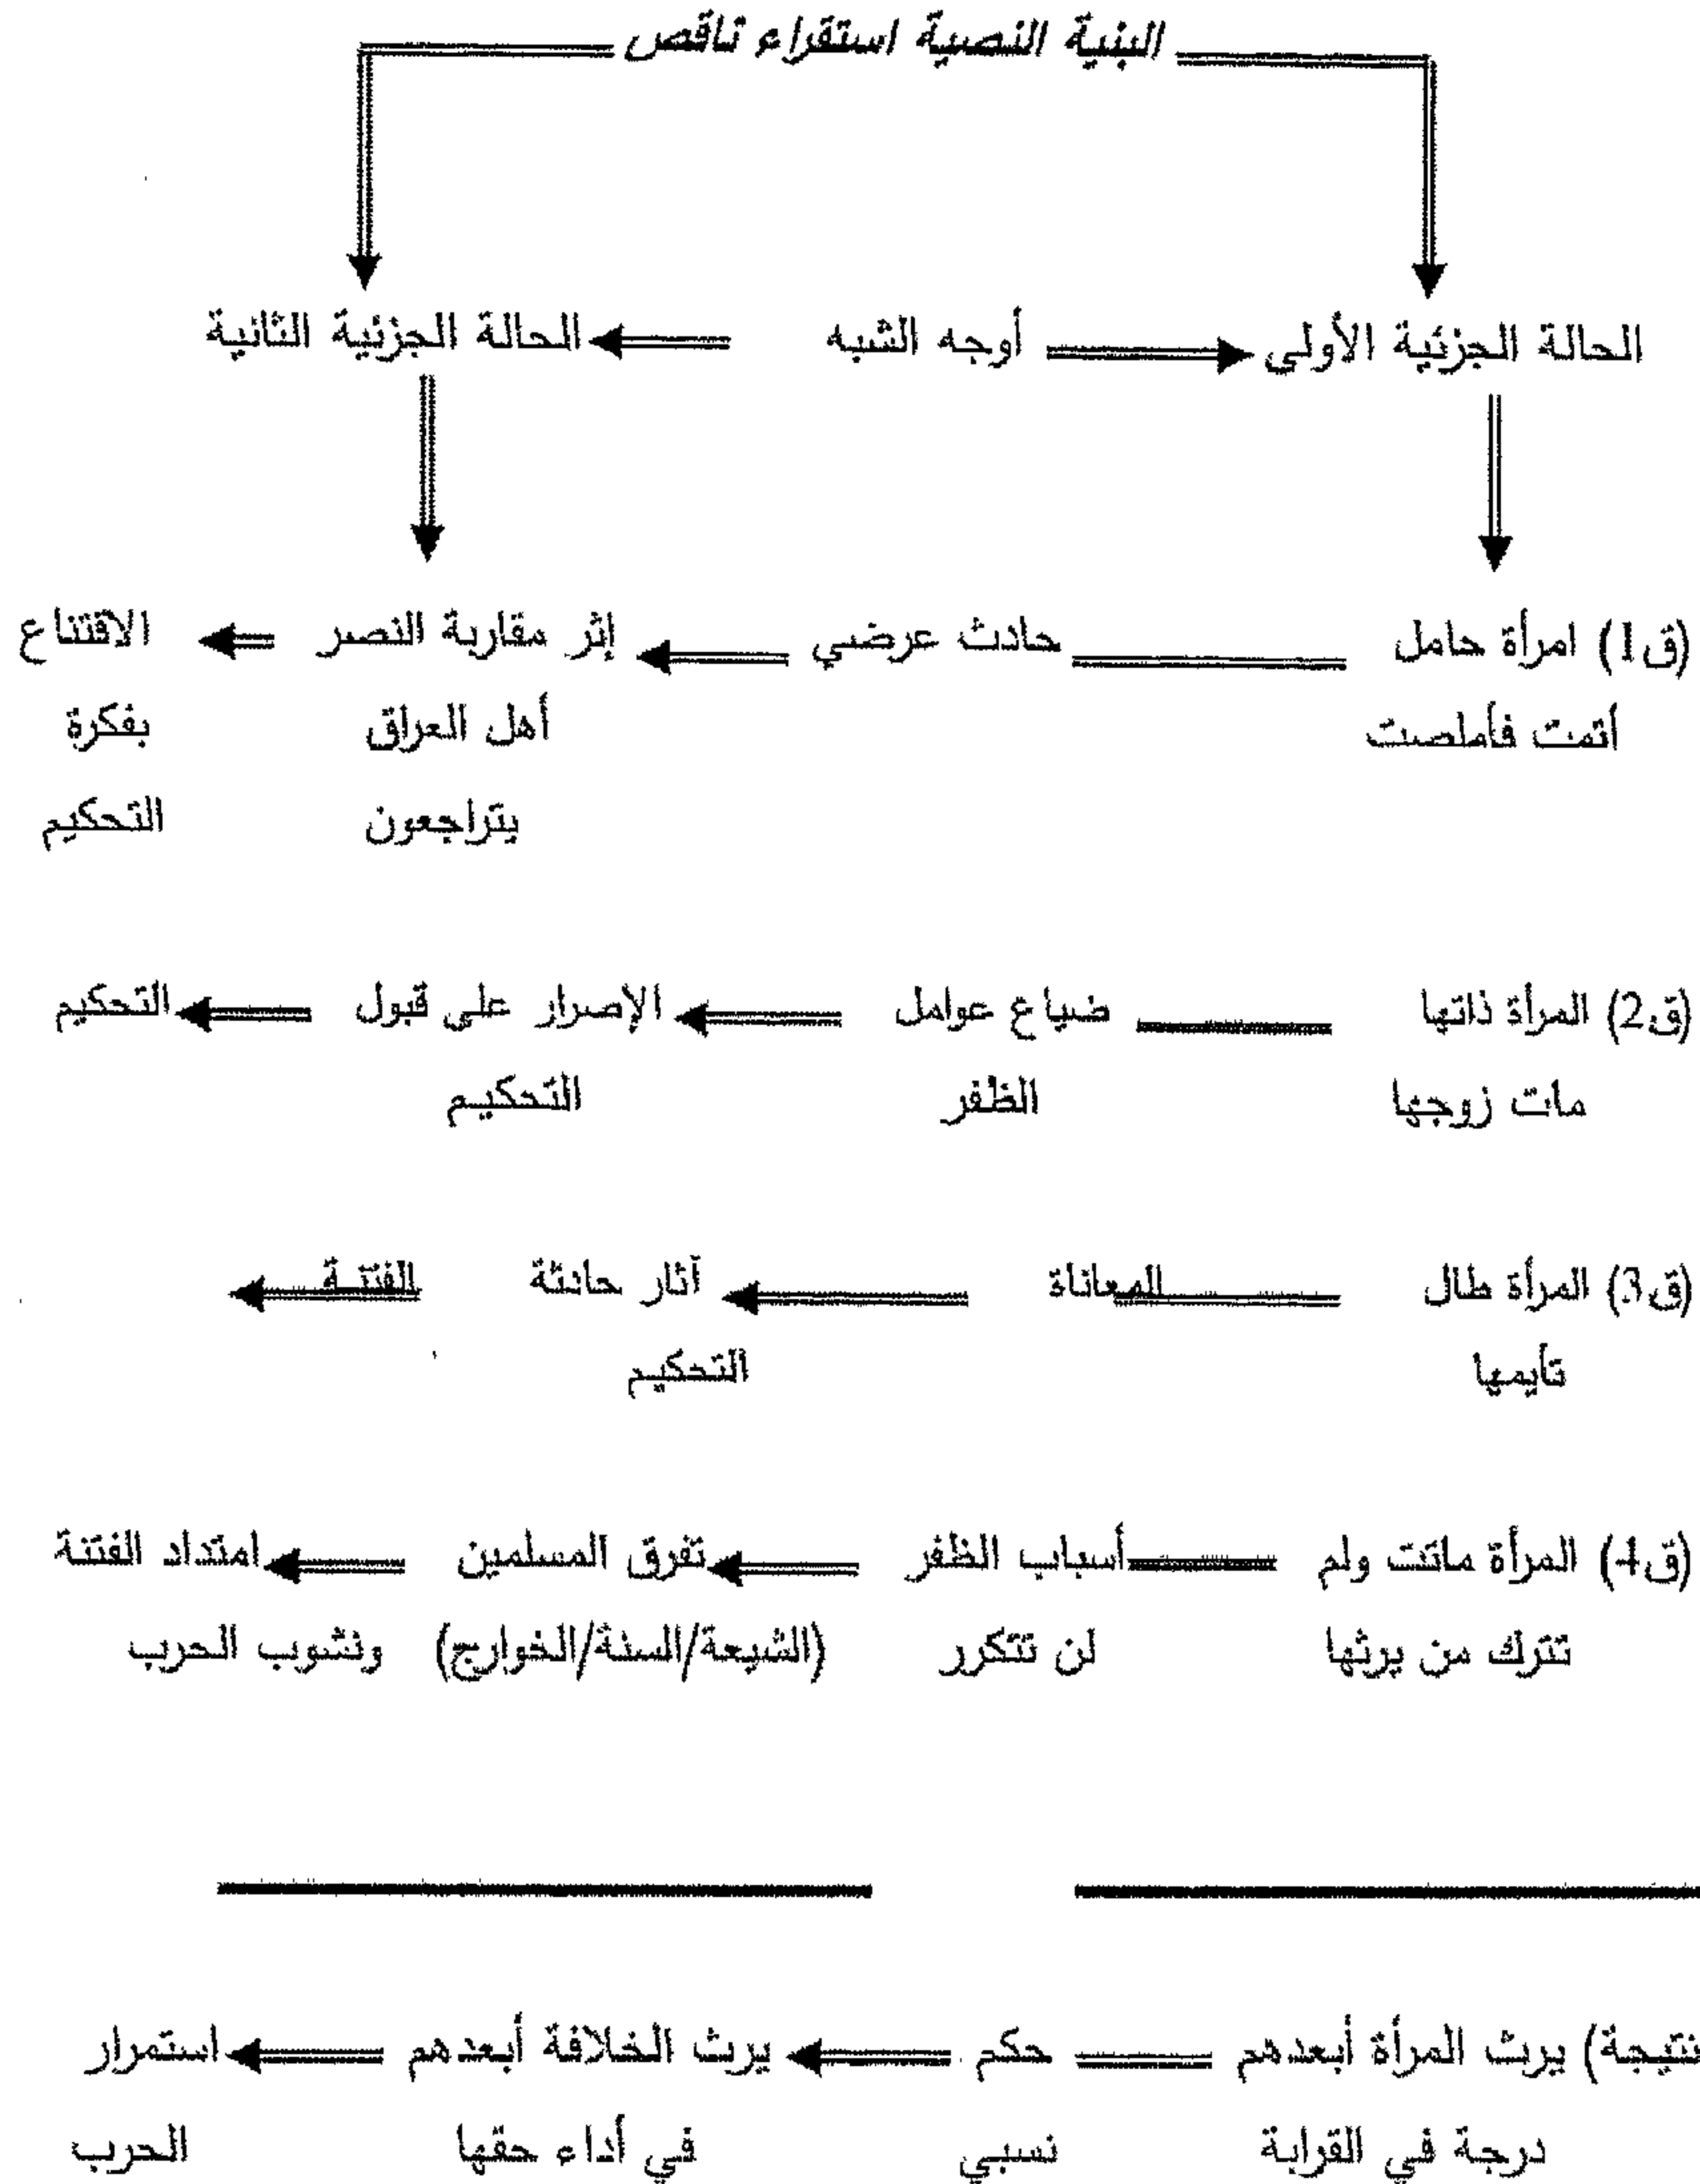 البنية النصية استقراء ناقص
الحالة الجزئية الأولى أوجه الشبه الحالة الجزئية الثانية
(ق1) امرأة حامل حادث عرضي إثر مقاربة النصر الاقتناع
أتمت فأملصت أهل العراق بفكرة
يتراجعون التحكيم
(ق2) المرأة ذاتها ضياع عوامل الإصرار على قبول التحكيم
مات زوجها الظفر التحكيم
(ق3) المرأة طال المعاناة آثار حادثة الفتنة
تأيمها التحكيم
(ق4) المرأة ماتت ولم أسباب الظفر تفرق المسلمين امتداد الفتنة
تترك من يرثها لن تتكرر (الشيعة/السنة/الخوارج) ونشوب الحرب
نتيجة) يرث المرأة أبعدهم حكم يرث الخلافة أبعدهم استمرار
درجة في القرابة نسبي في أداء حقها الحرب